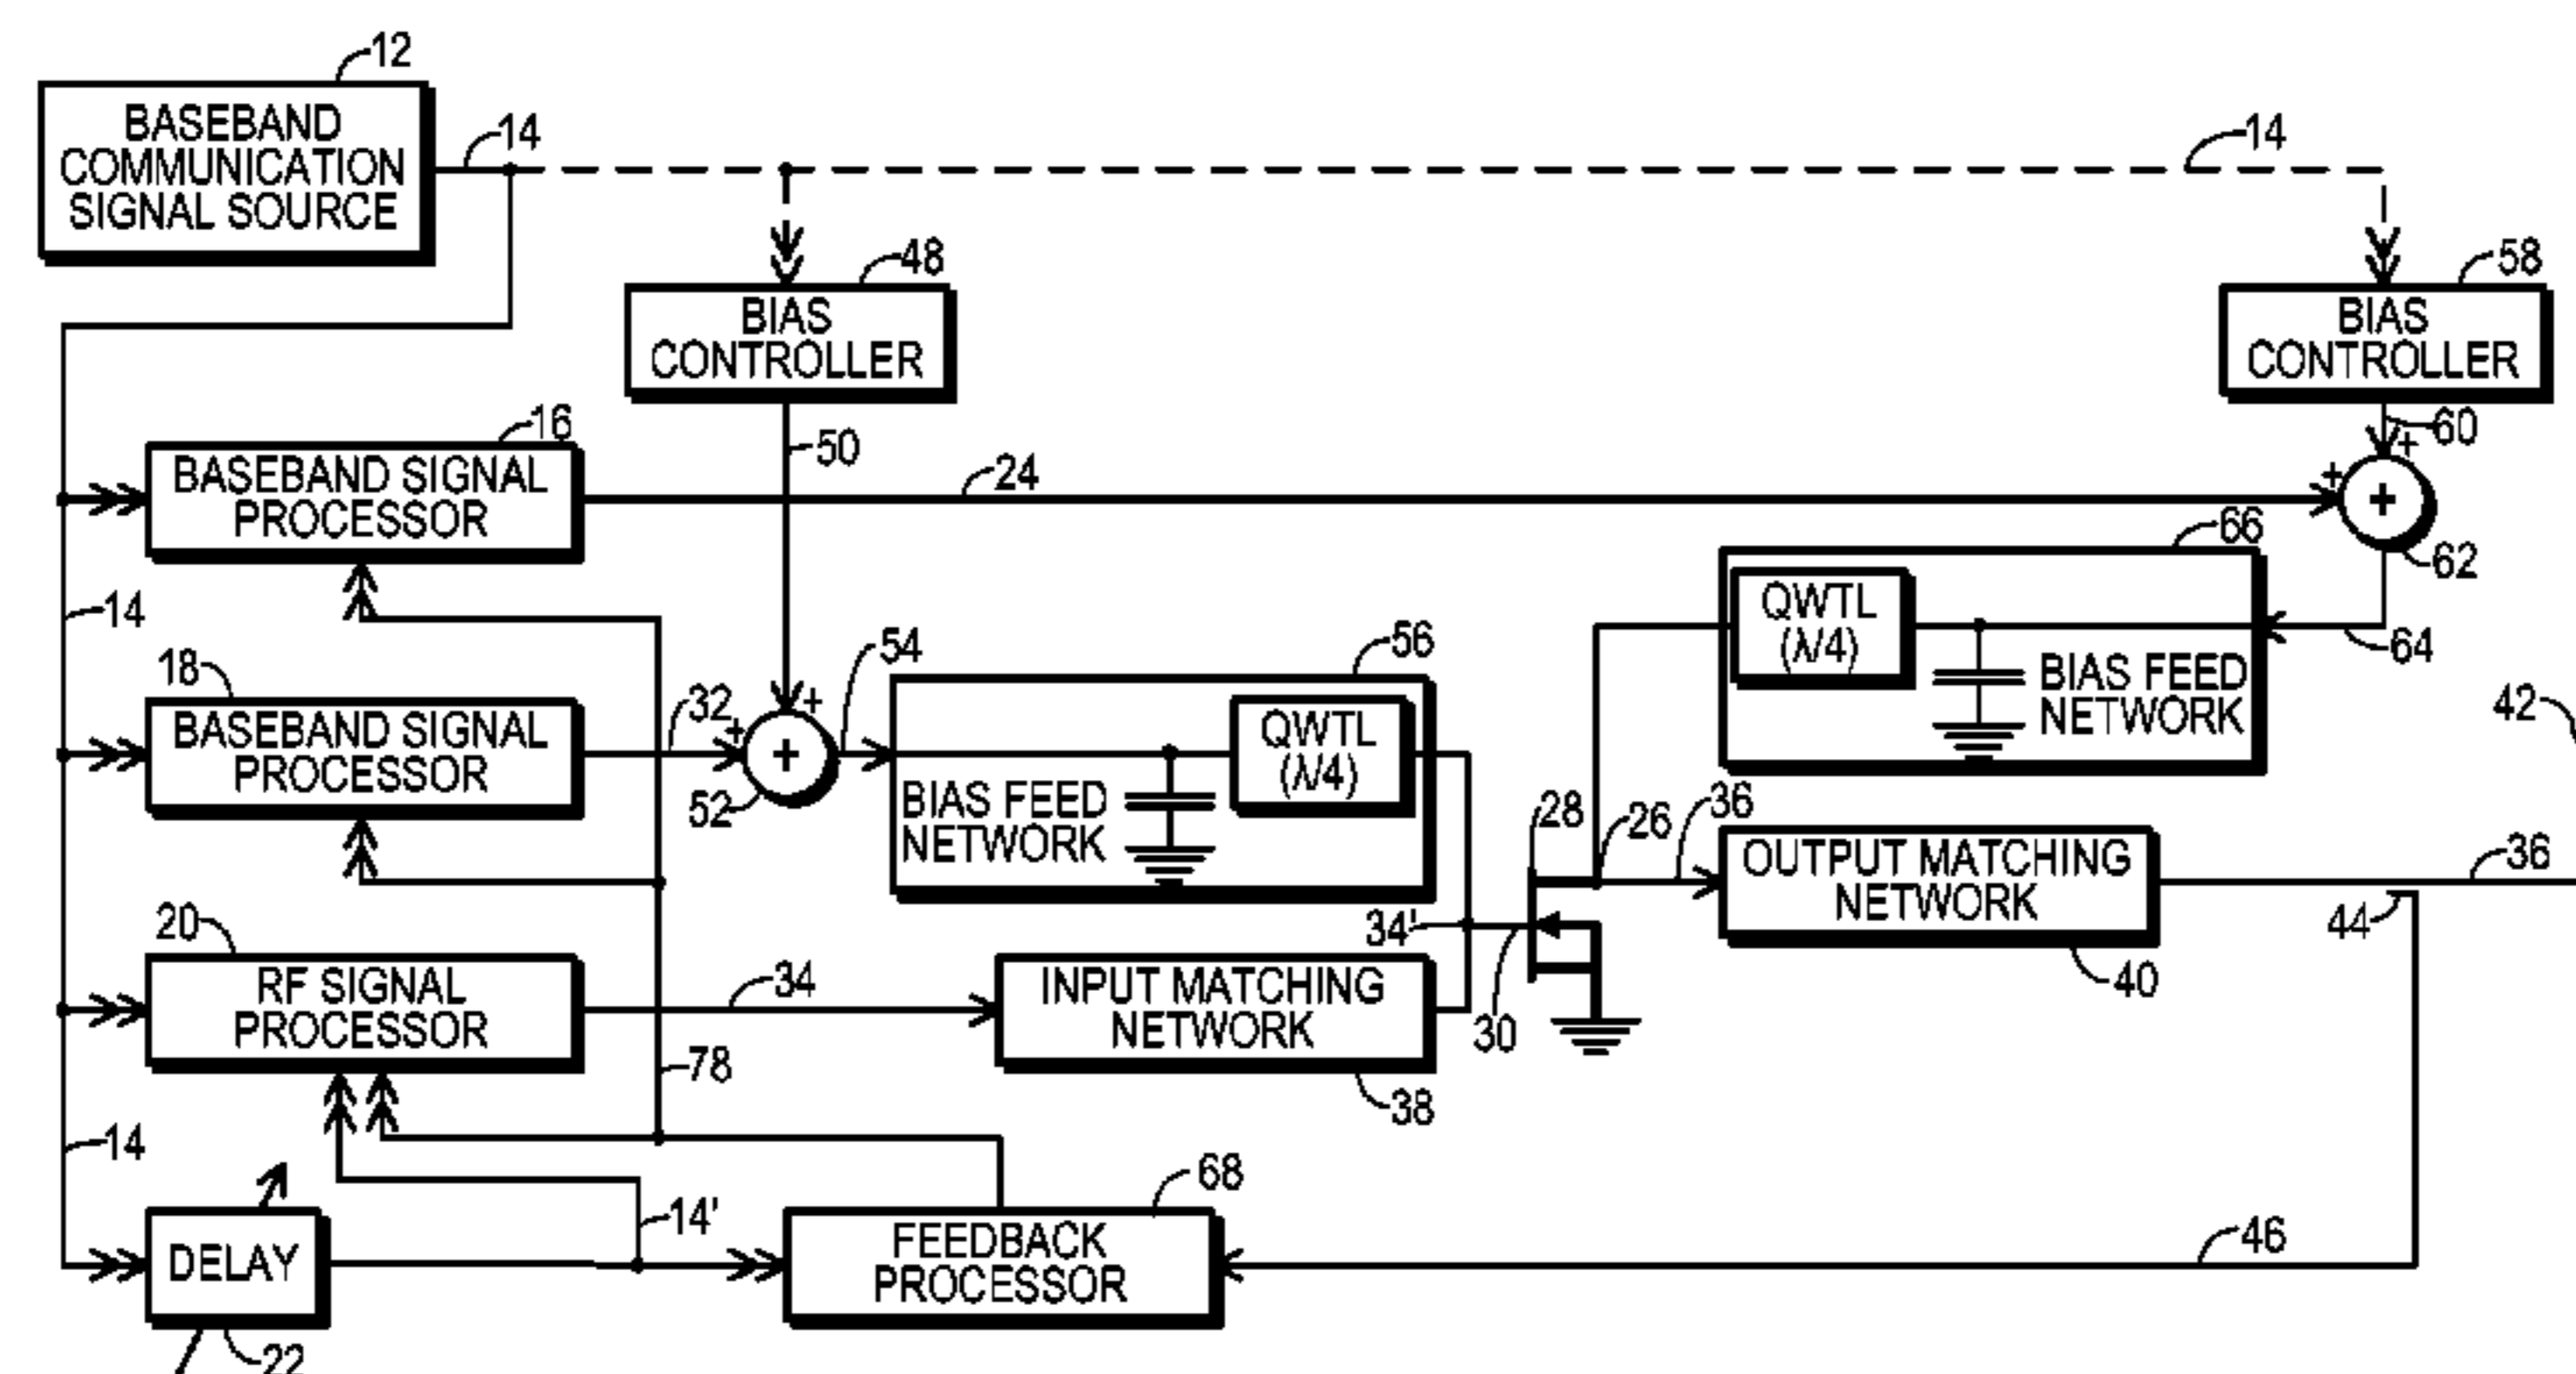 12
BASEBAND
COMMUNICATION
SIGNAL SOURCE
14
14
48
BIAS
CONTROLLER
58
BIAS
CONTROLLER
16
BASEBAND SIGNAL
PROCESSOR
50
24
60
+
+
+
62
66
QWTL
(λ/4)
BIAS FEED
NETWORK
64
14
18
BASEBAND SIGNAL
PROCESSOR
32
+
+
+
52
54
56
QWTL
(λ/4)
BIAS FEED
NETWORK
42
28
26
36
OUTPUT MATCHING
NETWORK
40
36
44
20
RF SIGNAL
PROCESSOR
34
INPUT MATCHING
NETWORK
38
34'
30
78
14
DELAY
22
14'
68
FEEDBACK
PROCESSOR
46